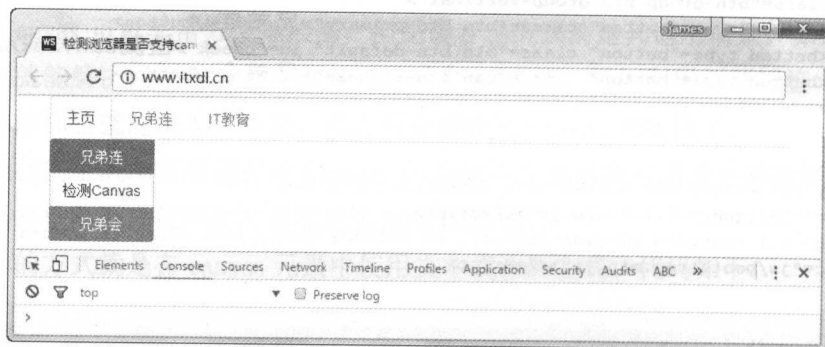 james
WS 检测浏览器是否支持can
www.itxdl.cn
主页 兄弟连 IT教育
兄弟连
检测Canvas
兄弟会
Elements Console Sources Network Timeline Profiles Application Security Audits ABC »
top Preserve log